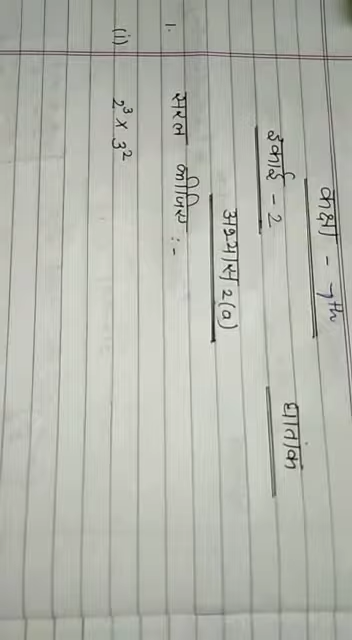 कक्षा - 7th
इकाई - 2 घातांक
अभ्यास 2(a)
1. सरल कीजिए :-
(i) 2³ × 3²